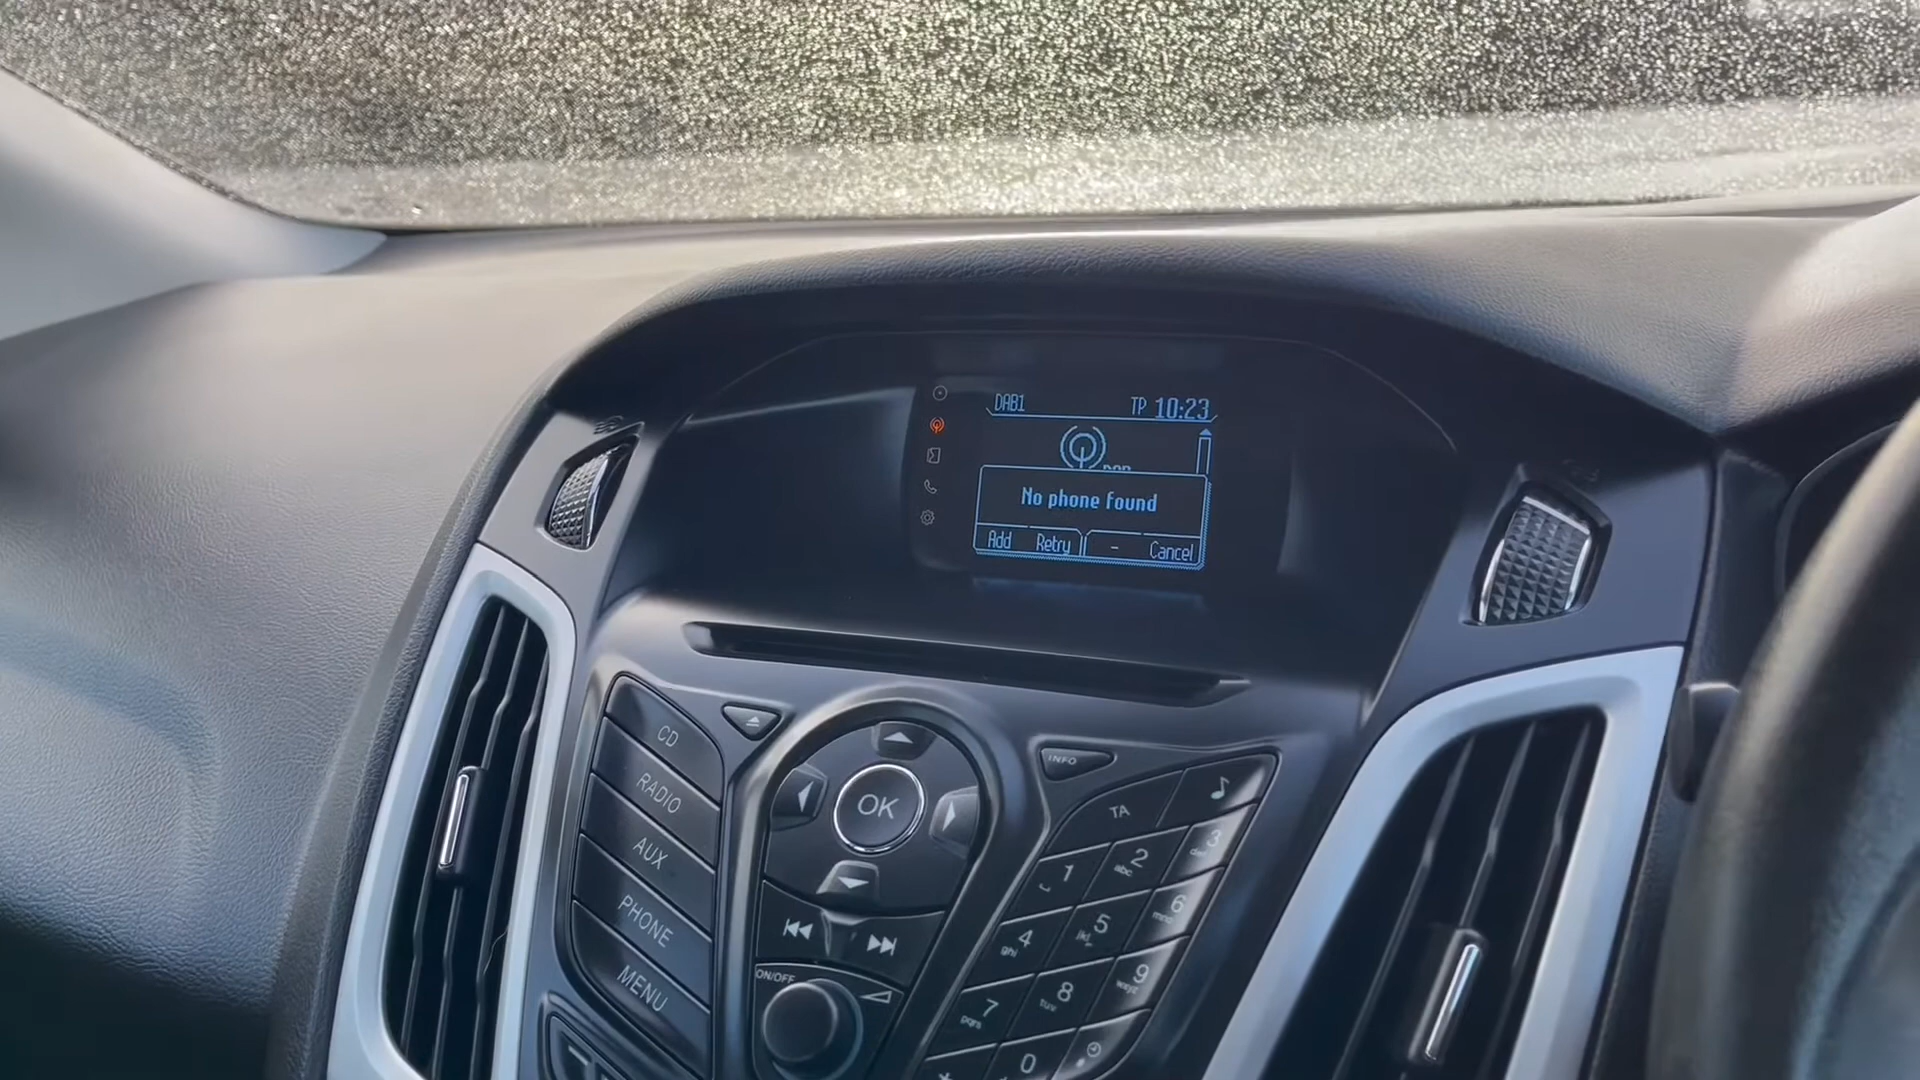 DAB1 TP 10:23
No phone found
Add Retry - Cancel
CD
RADIO
AUX
PHONE
MENU
OK
INFO
TA
1
2 abc
3 def
4 ghi
5 jkl
6 mno
7 pqrs
8 tuv
9 wxyz
0
ON/OFF